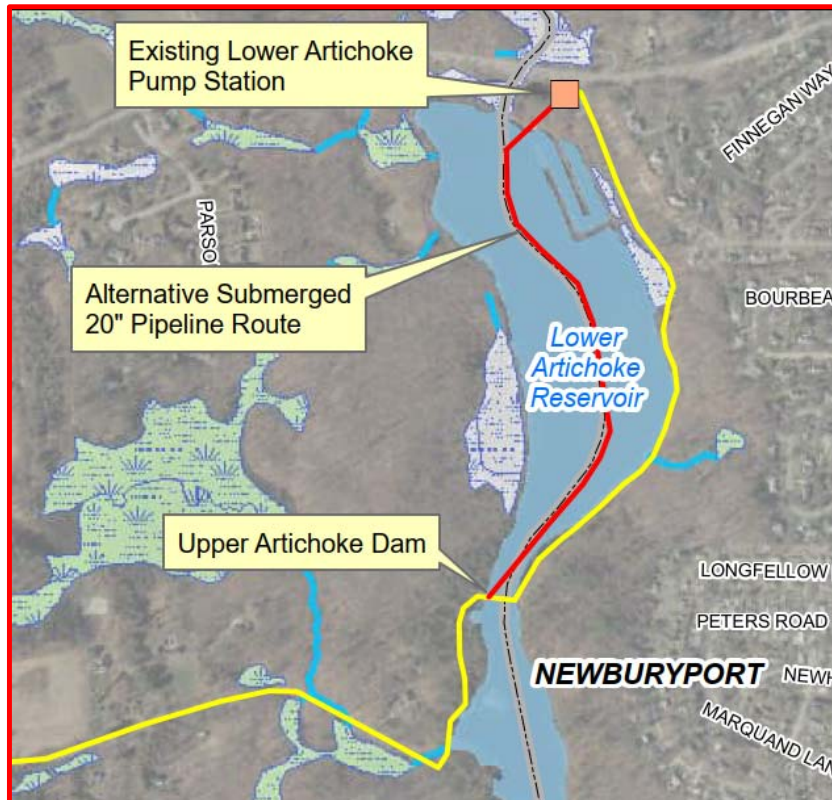 Existing Lower Artichoke
Pump Station
FINNEGAN WAY
PARSO
Alternative Submerged
20" Pipeline Route
BOURBEA
Lower
Artichoke
Reservoir
Upper Artichoke Dam
LONGFELLOW
PETERS ROAD
NEWBURYPORT
NEWH
MARQUAND LAN